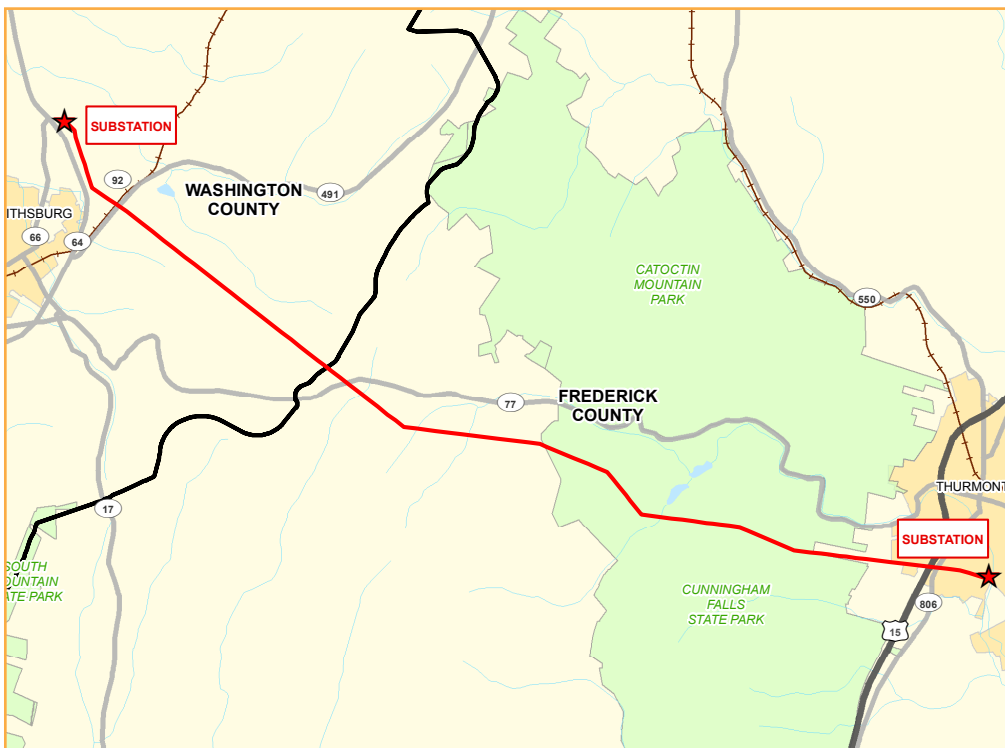 SUBSTATION
92
WASHINGTON
COUNTY
491
ITHSBURG
66
64
CATOCTIN
MOUNTAIN
PARK
550
FREDERICK
COUNTY
77
THURMONT
17
SUBSTATION
SOUTH
OUNTAIN
ATE PARK
CUNNINGHAM
FALLS
STATE PARK
806
15